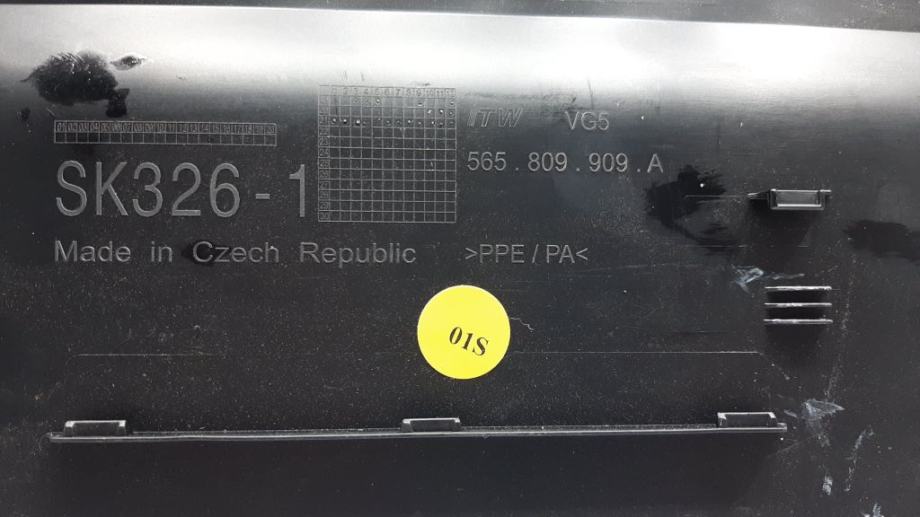 ITW VG5
565.809.909.A
SK326-1
Made in Czech Republic >PPE/PA<
01S